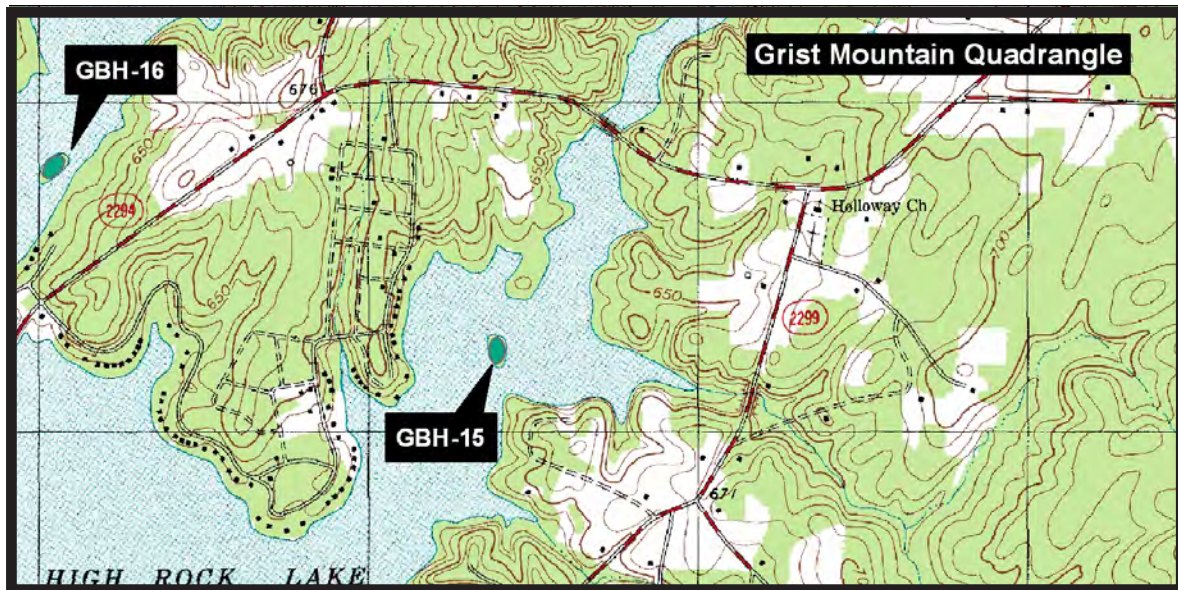 GBH-16
Grist Mountain Quadrangle
676
650
650
2294
Holloway Ch
700
650
650
2299
GBH-15
671
HIGH ROCK LAKE